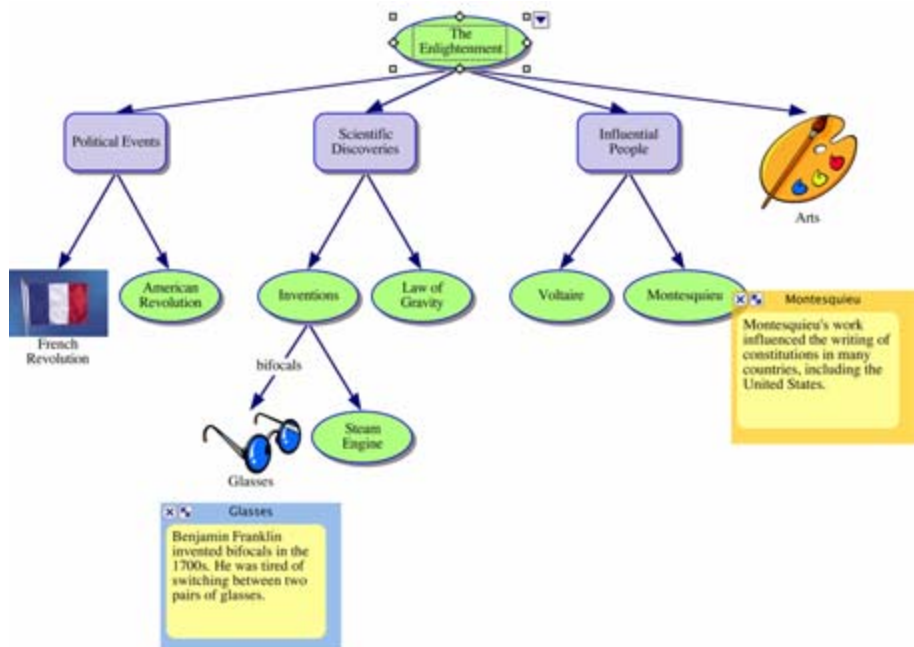 The
Enlightenment
Political Events
Scientific
Discoveries
Influential
People
Arts
French
Revolution
American
Revolution
Inventions
Law of
Gravity
Voltaire
Montesquieu
Montesquieu
Montesquieu's work
influenced the writing of
constitutions in many
countries, including the
United States.
bifocals
Glasses
Steam
Engine
Glasses
Benjamin Franklin
invented bifocals in the
1700s. He was tired of
switching between two
pairs of glasses.